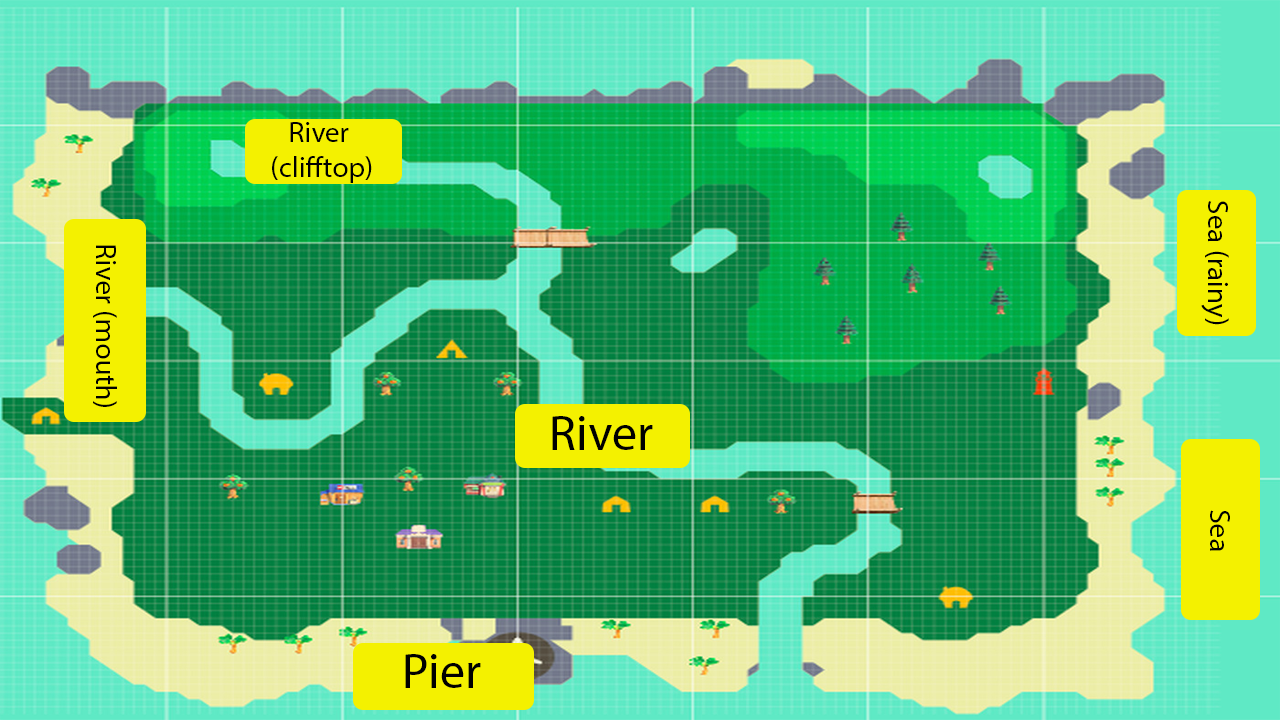 River
(clifftop)
River (mouth)
Sea (rainy)
River
Sea
Pier